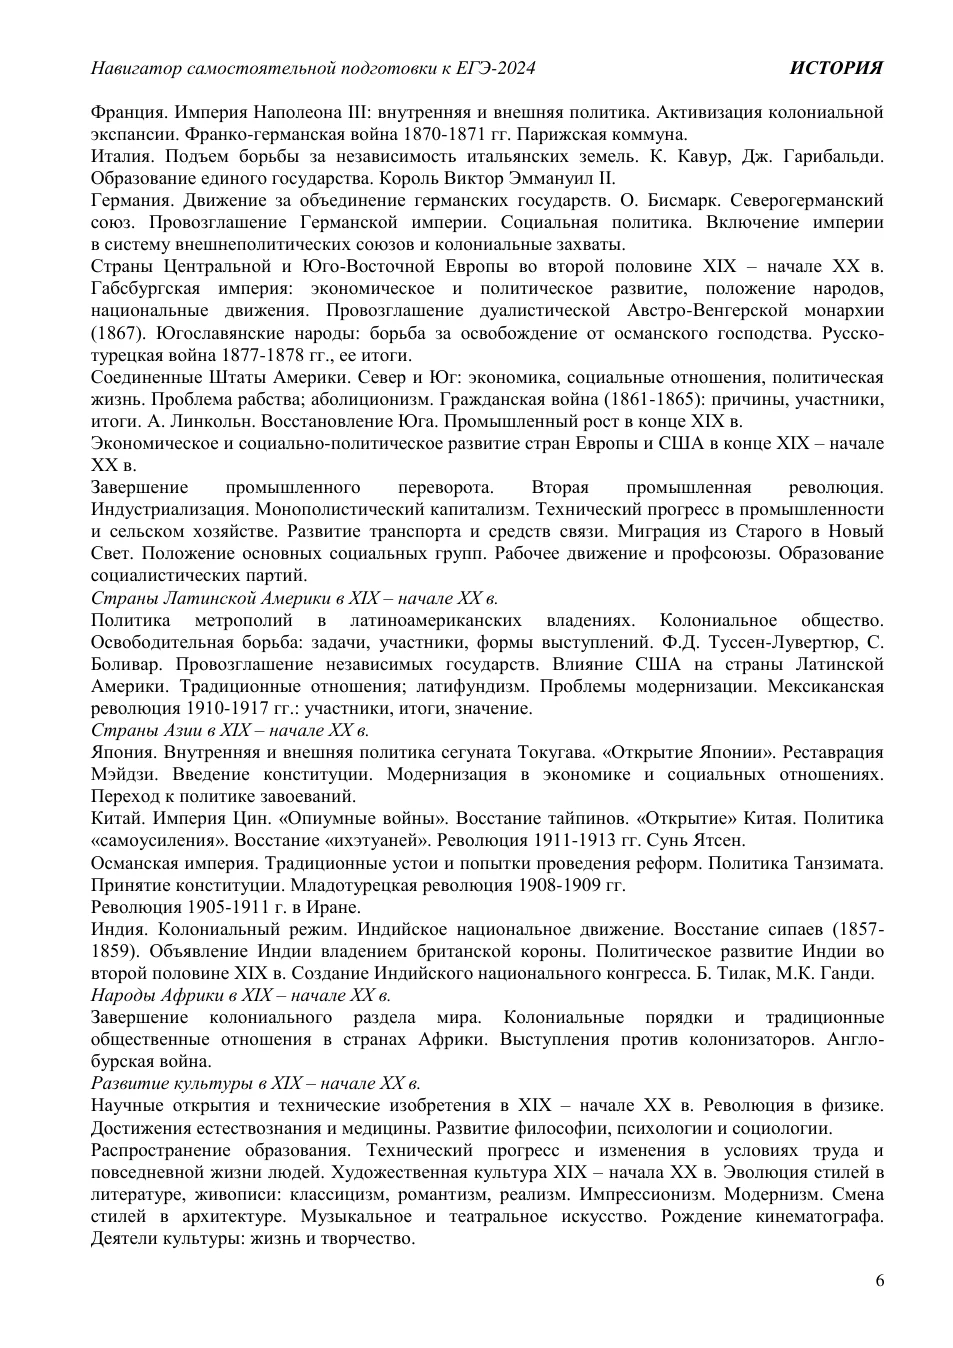 Навигатор самостоятельной подготовки к ЕГЭ-2024 ИСТОРИЯ
Франция. Империя Наполеона III: внутренняя и внешняя политика. Активизация колониальной
экспансии. Франко-германская война 1870-1871 гг. Парижская коммуна.
Италия. Подъем борьбы за независимость итальянских земель. К. Кавур, Дж. Гарибальди.
Образование единого государства. Король Виктор Эммануил II.
Германия. Движение за объединение германских государств. О. Бисмарк. Северогерманский
союз. Провозглашение Германской империи. Социальная политика. Включение империи
в систему внешнеполитических союзов и колониальные захваты.
Страны Центральной и Юго-Восточной Европы во второй половине XIX – начале XX в.
Габсбургская империя: экономическое и политическое развитие, положение народов,
национальные движения. Провозглашение дуалистической Австро-Венгерской монархии
(1867). Югославянские народы: борьба за освобождение от османского господства. Русско-
турецкая война 1877-1878 гг., ее итоги.
Соединенные Штаты Америки. Север и Юг: экономика, социальные отношения, политическая
жизнь. Проблема рабства; аболиционизм. Гражданская война (1861-1865): причины, участники,
итоги. А. Линкольн. Восстановление Юга. Промышленный рост в конце XIX в.
Экономическое и социально-политическое развитие стран Европы и США в конце XIX – начале
XX в.
Завершение промышленного переворота. Вторая промышленная революция.
Индустриализация. Монополистический капитализм. Технический прогресс в промышленности
и сельском хозяйстве. Развитие транспорта и средств связи. Миграция из Старого в Новый
Свет. Положение основных социальных групп. Рабочее движение и профсоюзы. Образование
социалистических партий.
Страны Латинской Америки в XIX – начале XX в.
Политика метрополий в латиноамериканских владениях. Колониальное общество.
Освободительная борьба: задачи, участники, формы выступлений. Ф.Д. Туссен-Лувертюр, С.
Боливар. Провозглашение независимых государств. Влияние США на страны Латинской
Америки. Традиционные отношения; латифундизм. Проблемы модернизации. Мексиканская
революция 1910-1917 гг.: участники, итоги, значение.
Страны Азии в XIX – начале XX в.
Япония. Внутренняя и внешняя политика сегуната Токугава. «Открытие Японии». Реставрация
Мэйдзи. Введение конституции. Модернизация в экономике и социальных отношениях.
Переход к политике завоеваний.
Китай. Империя Цин. «Опиумные войны». Восстание тайпинов. «Открытие» Китая. Политика
«самоусиления». Восстание «ихэтуаней». Революция 1911-1913 гг. Сунь Ятсен.
Османская империя. Традиционные устои и попытки проведения реформ. Политика Танзимата.
Принятие конституции. Младотурецкая революция 1908-1909 гг.
Революция 1905-1911 г. в Иране.
Индия. Колониальный режим. Индийское национальное движение. Восстание сипаев (1857-
1859). Объявление Индии владением британской короны. Политическое развитие Индии во
второй половине XIX в. Создание Индийского национального конгресса. Б. Тилак, М.К. Ганди.
Народы Африки в XIX – начале XX в.
Завершение колониального раздела мира. Колониальные порядки и традиционные
общественные отношения в странах Африки. Выступления против колонизаторов. Англо-
бурская война.
Развитие культуры в XIX – начале XX в.
Научные открытия и технические изобретения в XIX – начале XX в. Революция в физике.
Достижения естествознания и медицины. Развитие философии, психологии и социологии.
Распространение образования. Технический прогресс и изменения в условиях труда и
повседневной жизни людей. Художественная культура XIX – начала XX в. Эволюция стилей в
литературе, живописи: классицизм, романтизм, реализм. Импрессионизм. Модернизм. Смена
стилей в архитектуре. Музыкальное и театральное искусство. Рождение кинематографа.
Деятели культуры: жизнь и творчество.
6